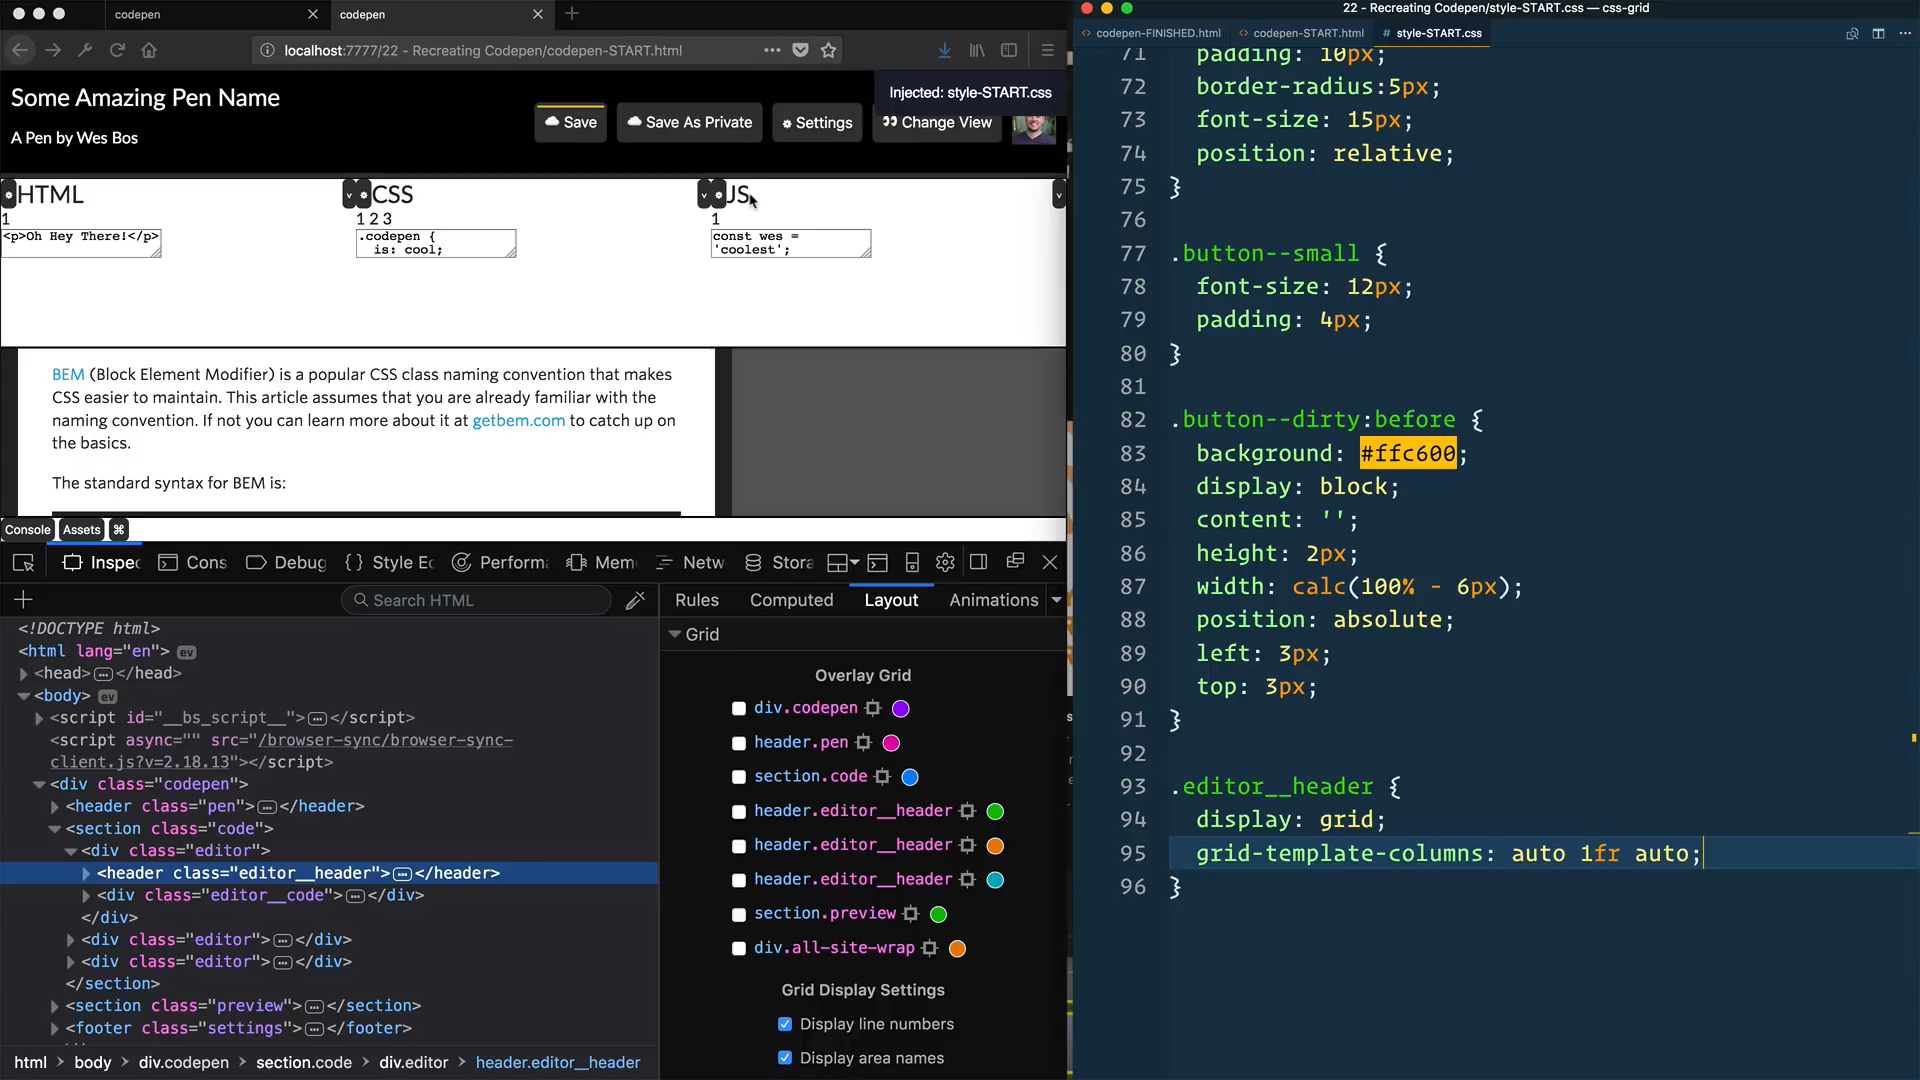 codepen
codepen
localhost:7777/22 - Recreating Codepen/codepen-START.html
Some Amazing Pen Name
A Pen by Wes Bos
Save
Save As Private
Settings
Change View
Injected: style-START.css
HTML
CSS
JS
1
1 2 3
1
<p>Oh Hey There!</p>
.codepen {
is: cool;
const wes =
'coolest';
BEM (Block Element Modifier) is a popular CSS class naming convention that makes
CSS easier to maintain. This article assumes that you are already familiar with the
naming convention. If not you can learn more about it at getbem.com to catch up on
the basics.
The standard syntax for BEM is:
Console Assets ⌘
Inspec Cons Debug {} Style Ec Performa Mem Netw Stora
Search HTML
<!DOCTYPE html>
<html lang="en"> ev
<head>…</head>
<body> ev
<script id="__bs_script__">…</script>
<script async="" src="/browser-sync/browser-sync-
client.js?v=2.18.13"></script>
<div class="codepen">
<header class="pen">…</header>
<section class="code">
<div class="editor">
<header class="editor__header">…</header>
<div class="editor__code">…</div>
</div>
<div class="editor">…</div>
<div class="editor">…</div>
</section>
<section class="preview">…</section>
<footer class="settings">…</footer>
html > body > div.codepen > section.code > div.editor > header.editor__header
Rules Computed Layout Animations
Grid
Overlay Grid
div.codepen
header.pen
section.code
header.editor__header
header.editor__header
header.editor__header
section.preview
div.all-site-wrap
Grid Display Settings
Display line numbers
Display area names
22 - Recreating Codepen/style-START.css — css-grid
<> codepen-FINISHED.html
<> codepen-START.html
# style-START.css
71 padding: 10px;
72 border-radius:5px;
73 font-size: 15px;
74 position: relative;
75 }
76
77 .button--small {
78 font-size: 12px;
79 padding: 4px;
80 }
81
82 .button--dirty:before {
83 background: #ffc600;
84 display: block;
85 content: '';
86 height: 2px;
87 width: calc(100% - 6px);
88 position: absolute;
89 left: 3px;
90 top: 3px;
91 }
92
93 .editor__header {
94 display: grid;
95 grid-template-columns: auto 1fr auto;
96 }